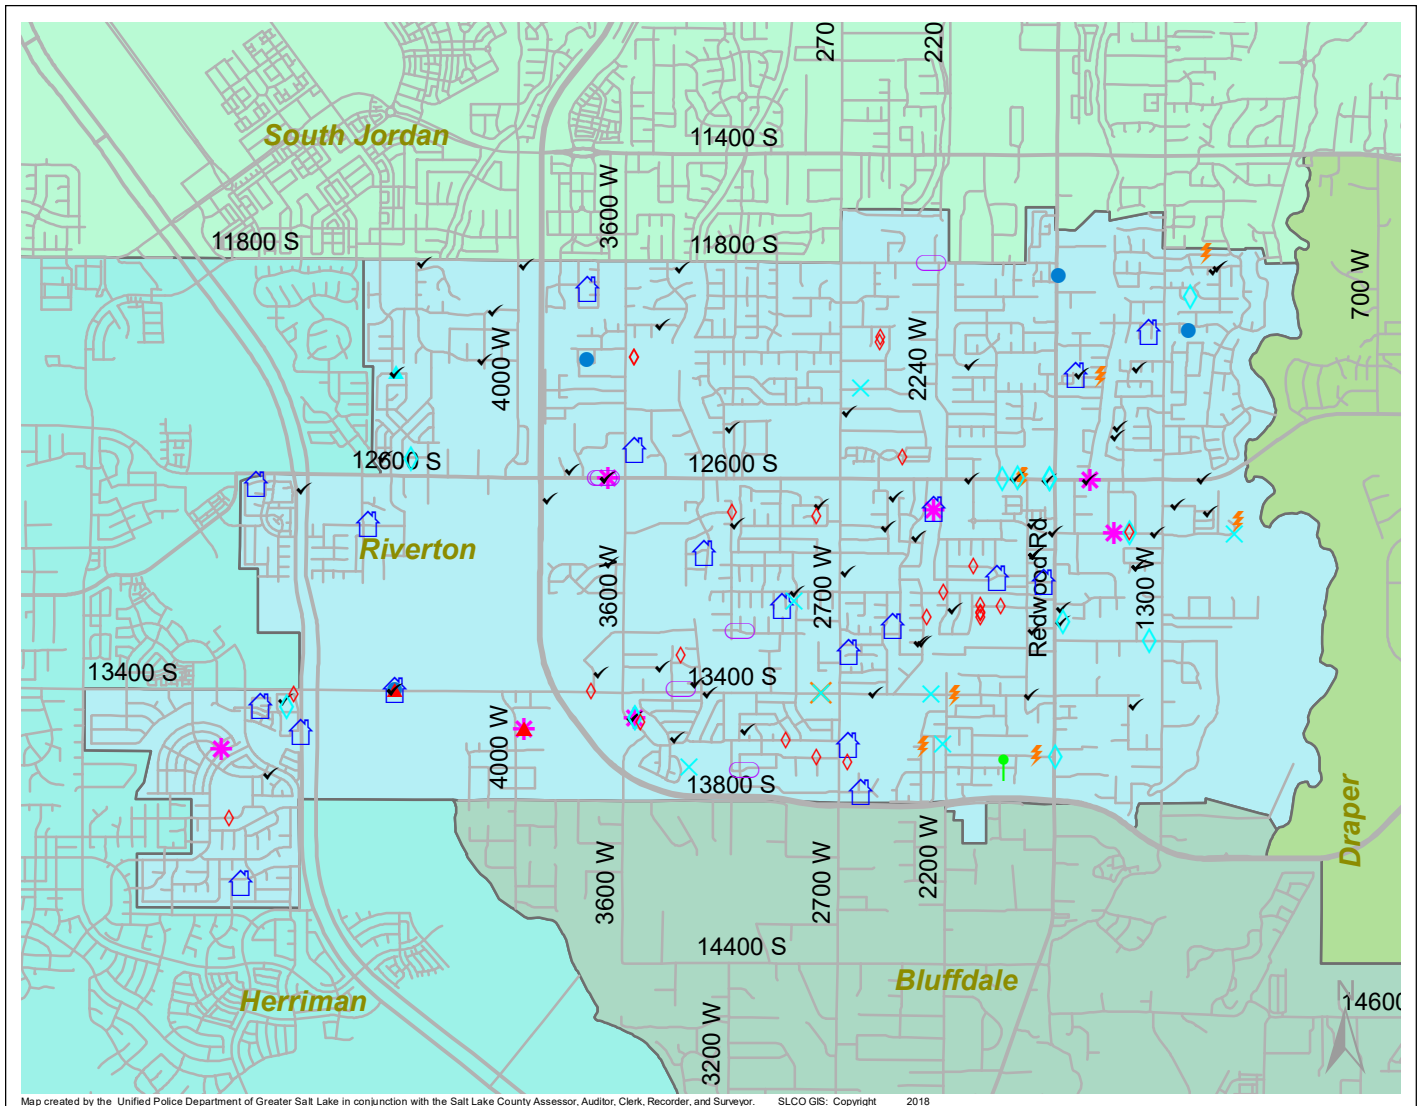 270
220
South Jordan
11400 S
3600 W
11800 S
11800 S
700 W
4000 W
2240 W
12600 S
12600 S
Riverton
3600 W
2700 W
Redwood Rd
1300 W
13400 S
13400 S
4000 W
13800 S
Draper
3600 W
2700 W
2200 W
14400 S
Herriman
Bluffdale
14600
3200 W
Map created by the Unified Police Department of Greater Salt Lake in conjunction with the Salt Lake County Assessor, Auditor, Clerk, Recorder, and Surveyor. SLCO GIS: Copyright 2018